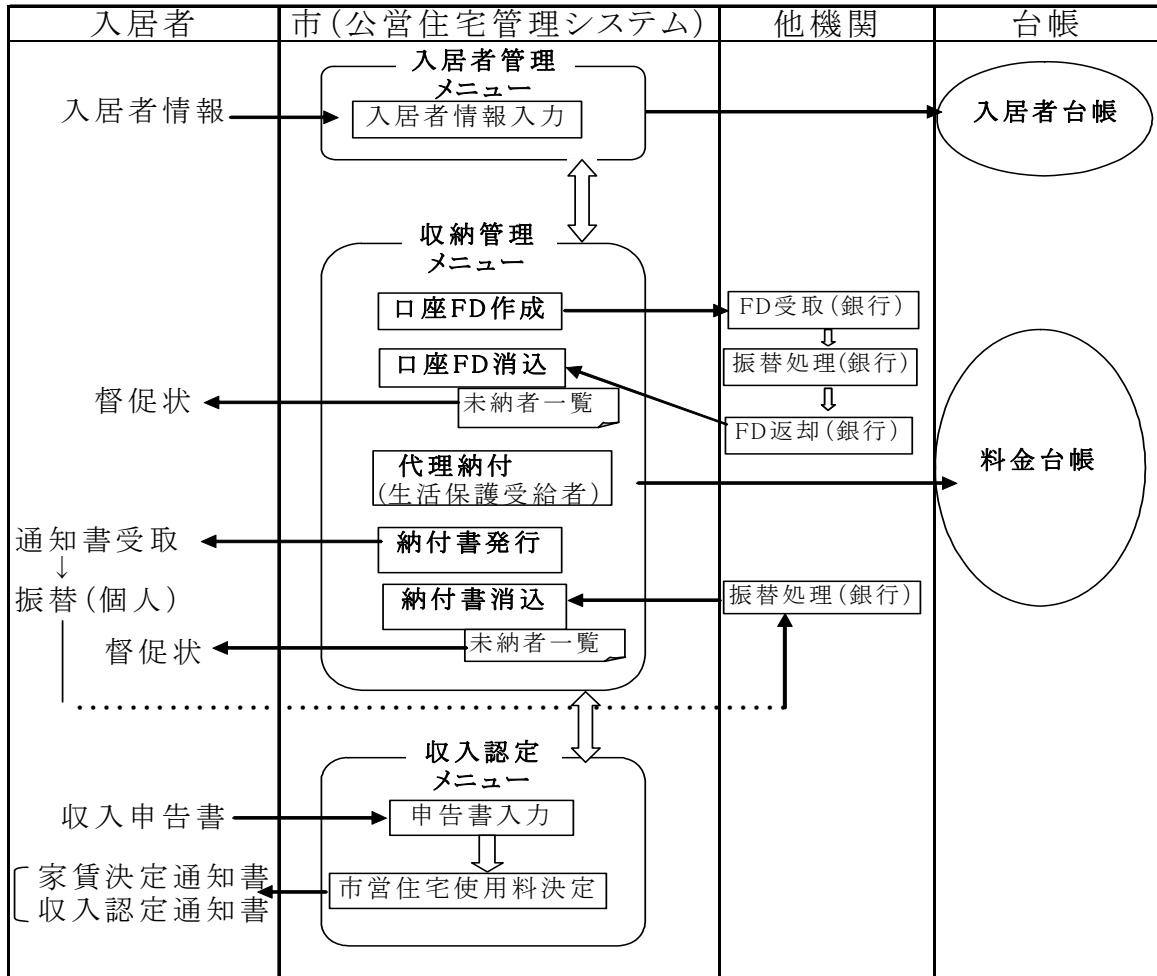 入居者
市(公営住宅管理システム)
他機関
台帳
入居者管理
メニュー
入居者情報
入居者情報入力
入居者台帳
収納管理
メニュー
口座FD作成
FD受取(銀行)
口座FD消込
振替処理(銀行)
督促状
未納者一覧
FD返却(銀行)
代理納付
(生活保護受給者)
料金台帳
通知書受取
納付書発行
↓
振替(個人)
納付書消込
振替処理(銀行)
督促状
未納者一覧
収入認定
メニュー
収入申告書
申告書入力
家賃決定通知書
収入認定通知書
市営住宅使用料決定